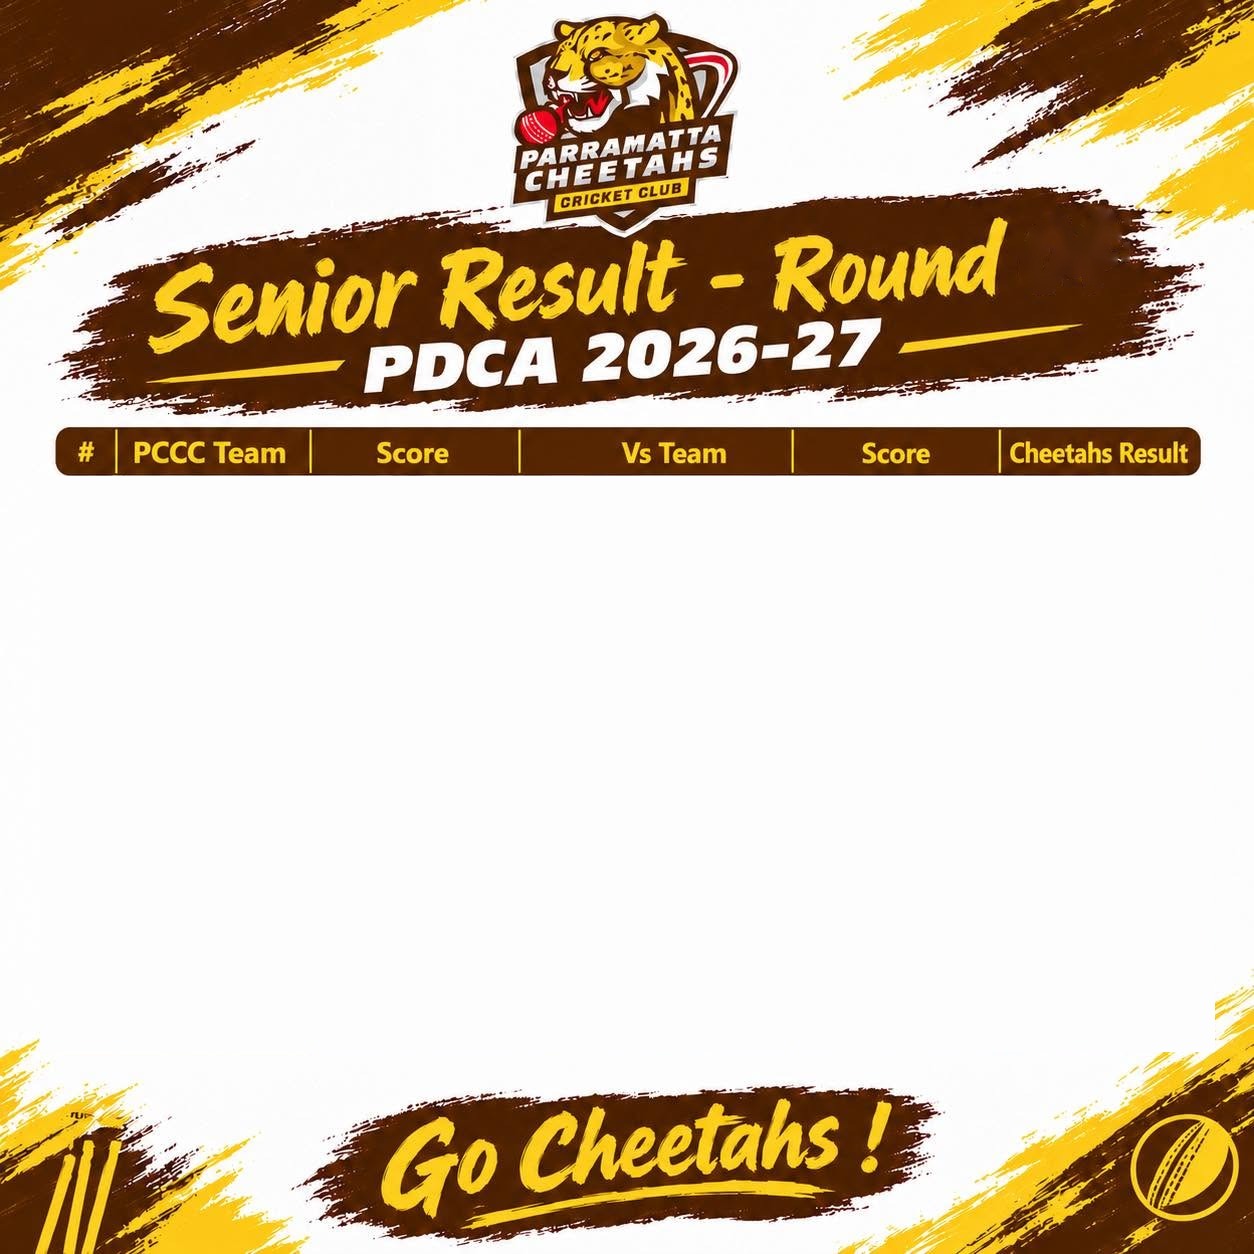 PARRAMATTA
CHEETAHS
CRICKET CLUB
Senior Result - Round
PDCA 2026-27
# PCCC Team Score Vs Team Score Cheetahs Result
Go Cheetahs !